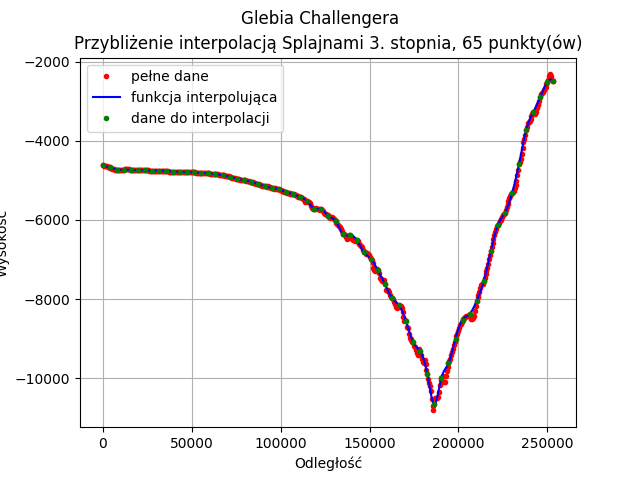 Glebia Challengera
Przybliżenie interpolacją Splajnami 3. stopnia, 65 punkty(ów)
pełne dane
funkcja interpolująca
dane do interpolacji
−2000
−4000
−6000
−8000
−10000
Wysokość
0
50000
100000
150000
200000
250000
Odległość